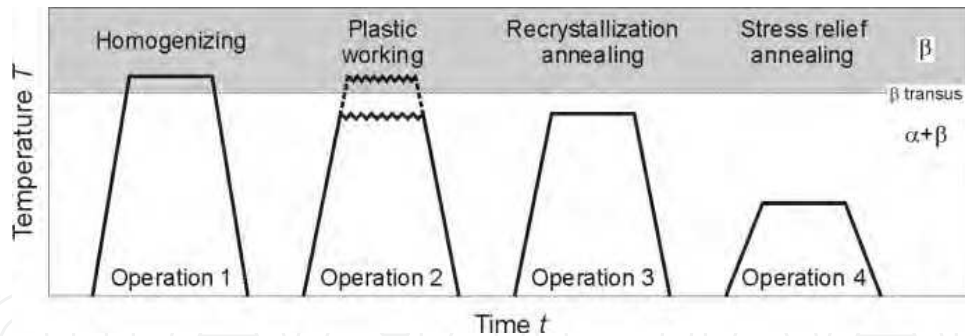 Homogenizing
Plastic
working
Recrystallization
annealing
Stress relief
annealing
β
β transus
α+β
Temperature T
Operation 1
Operation 2
Operation 3
Operation 4
Time t